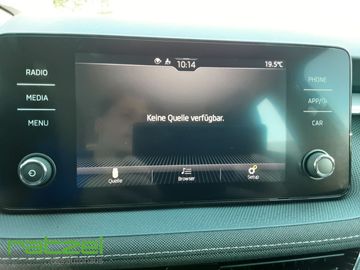 10:14
19.5°C
RADIO
MEDIA
MENU
PHONE
APP/
CAR
Keine Quelle verfügbar.
Quelle
Browser
Setup